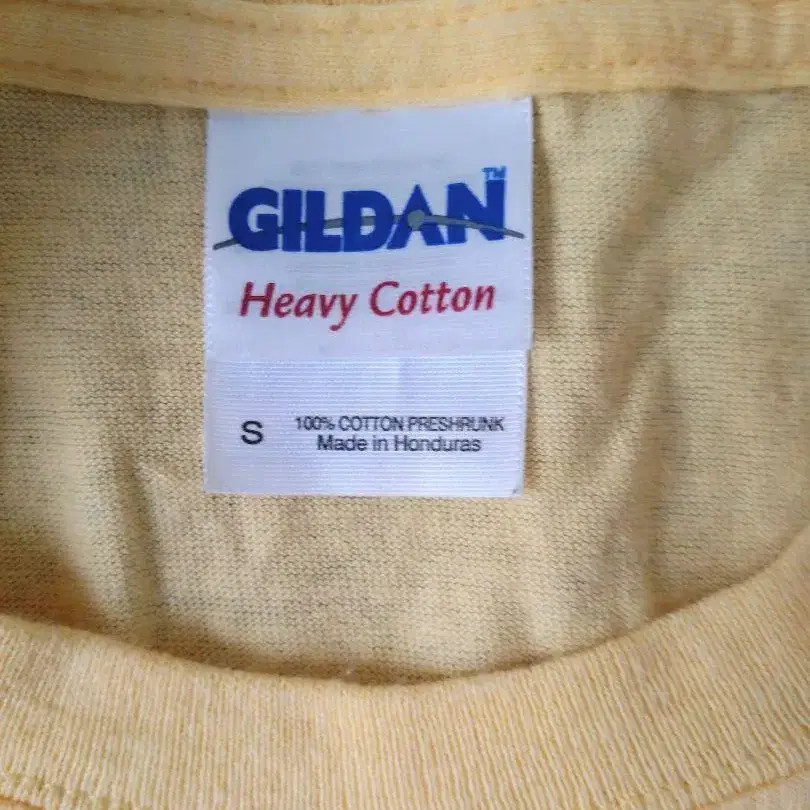 GILDAN™
Heavy Cotton
S 100% COTTON PRESHRUNK
Made in Honduras